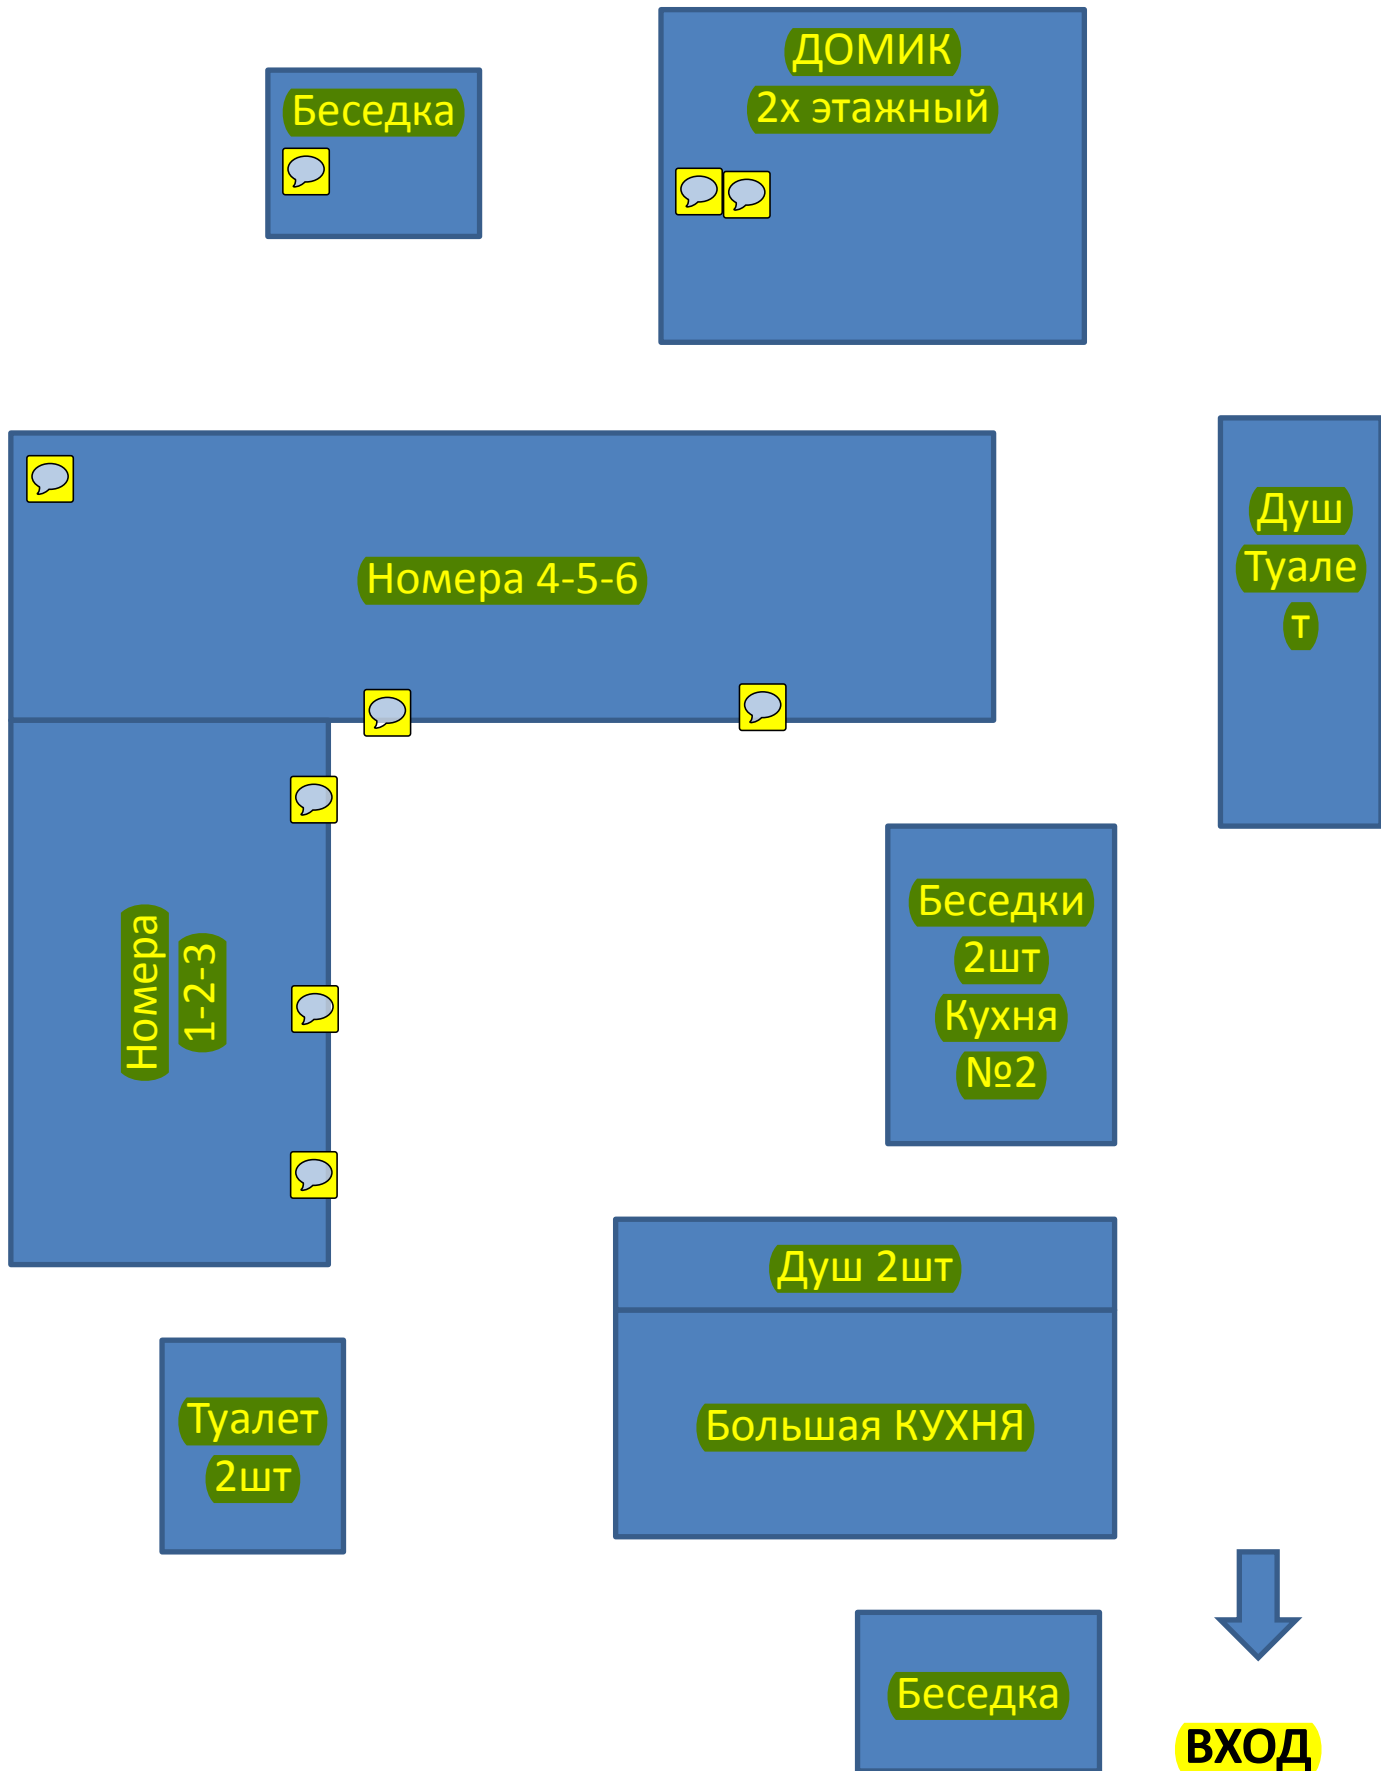 ДОМИК
2х этажный
Беседка
Номера 4-5-6
Душ
Туале
т
Номера
1-2-3
Беседки
2шт
Кухня
№2
Душ 2шт
Большая КУХНЯ
Туалет
2шт
Беседка
ВХОД